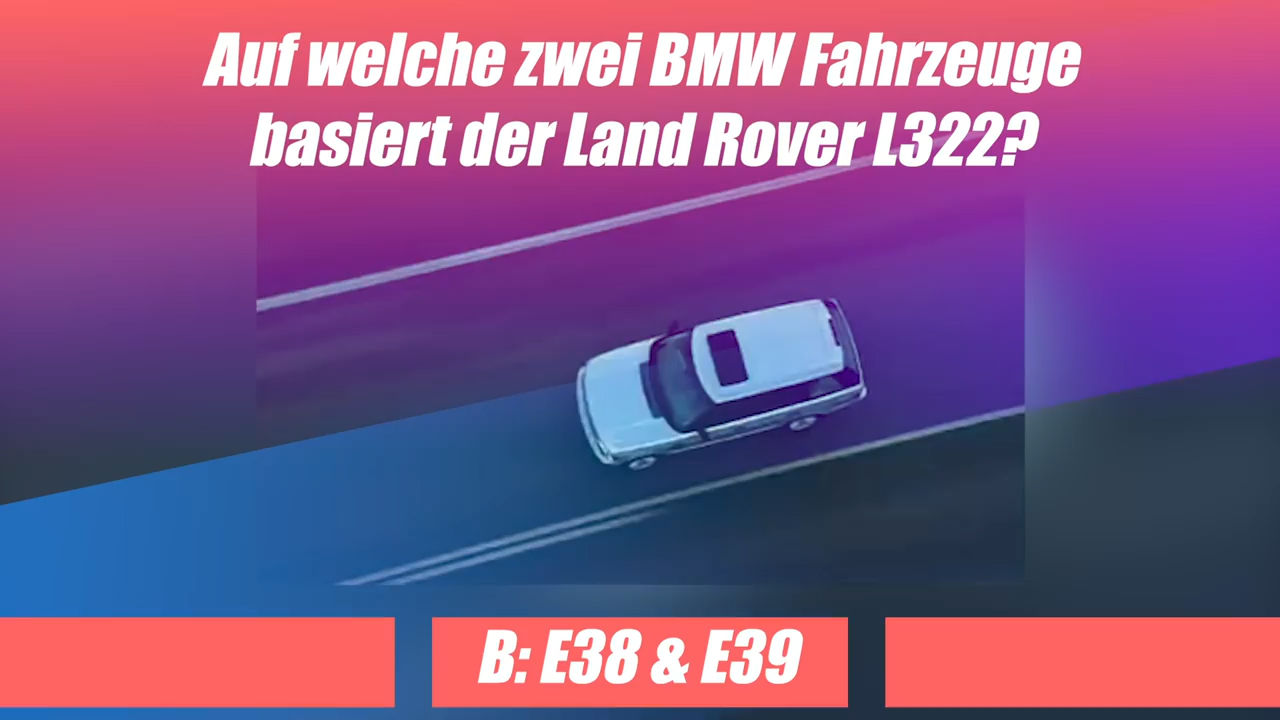 Auf welche zwei BMW Fahrzeuge
basiert der Land Rover L322?
B: E38 & E39